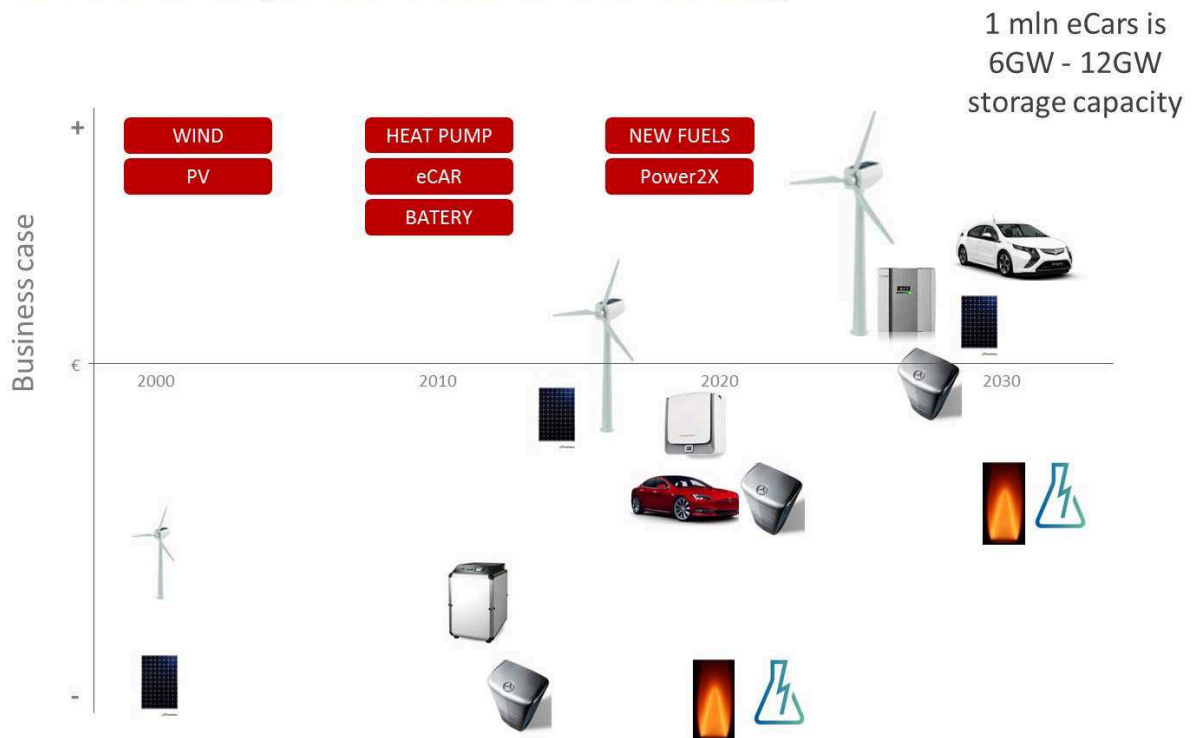 1 mln eCars is
6GW - 12GW
storage capacity
+
WIND
HEAT PUMP
NEW FUELS
PV
eCAR
Power2X
BATERY
Business case
€
2000
2010
2020
2030
-